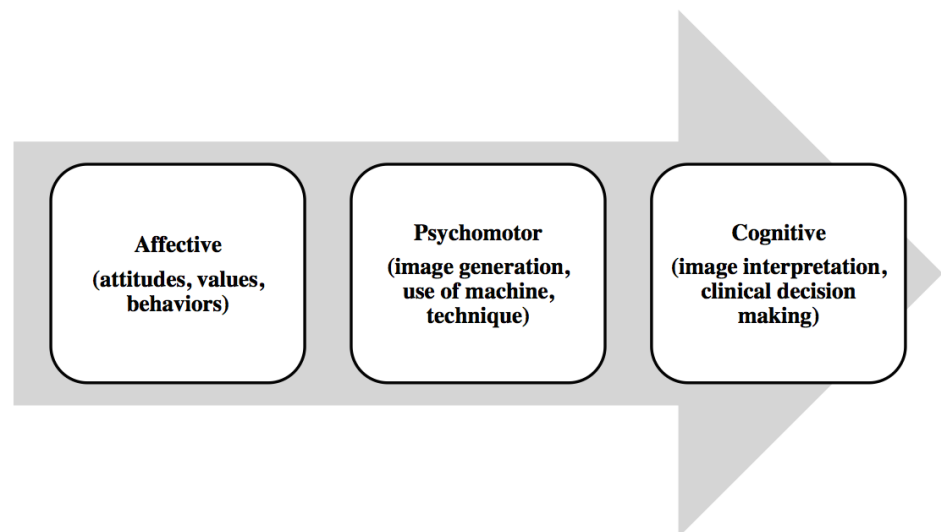 Affective
(attitudes, values,
behaviors)
Psychomotor
(image generation,
use of machine,
technique)
Cognitive
(image interpretation,
clinical decision
making)